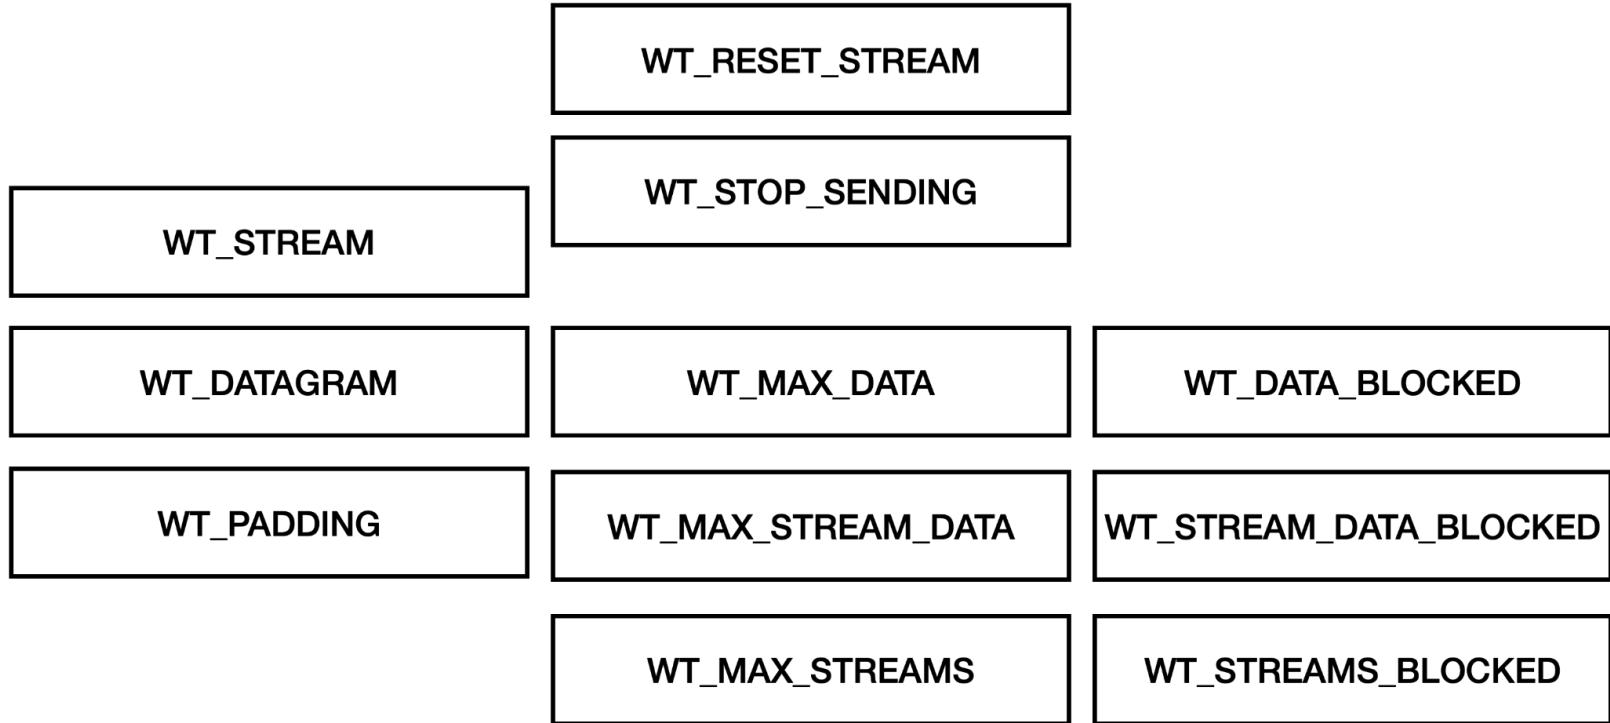 WT_RESET_STREAM
WT_STOP_SENDING
WT_STREAM
WT_DATAGRAM
WT_MAX_DATA
WT_DATA_BLOCKED
WT_PADDING
WT_MAX_STREAM_DATA
WT_STREAM_DATA_BLOCKED
WT_MAX_STREAMS
WT_STREAMS_BLOCKED